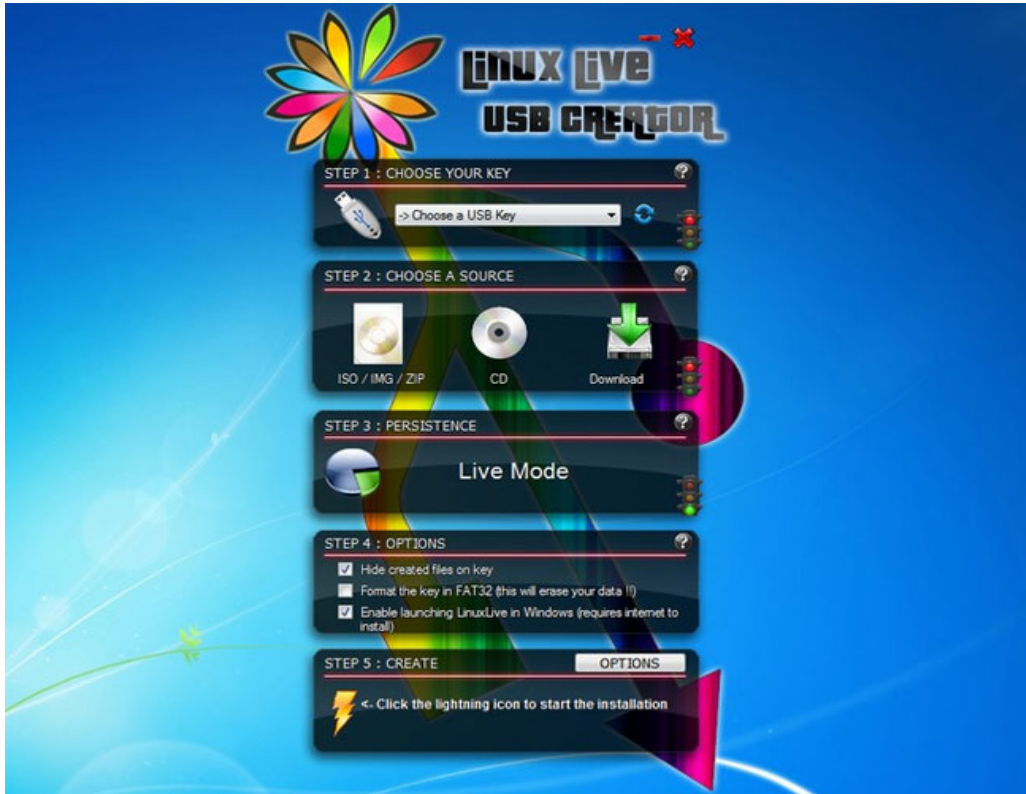 Linux Live
USB CREATOR
STEP 1 : CHOOSE YOUR KEY
?
-> Choose a USB Key
STEP 2 : CHOOSE A SOURCE
?
ISO / IMG / ZIP
CD
Download
STEP 3 : PERSISTENCE
?
Live Mode
STEP 4 : OPTIONS
?
Hide created files on key
Format the key in FAT32 (this will erase your data !!)
Enable launching LinuxLive in Windows (requires internet to
install)
STEP 5 : CREATE
OPTIONS
<- Click the lightning icon to start the installation